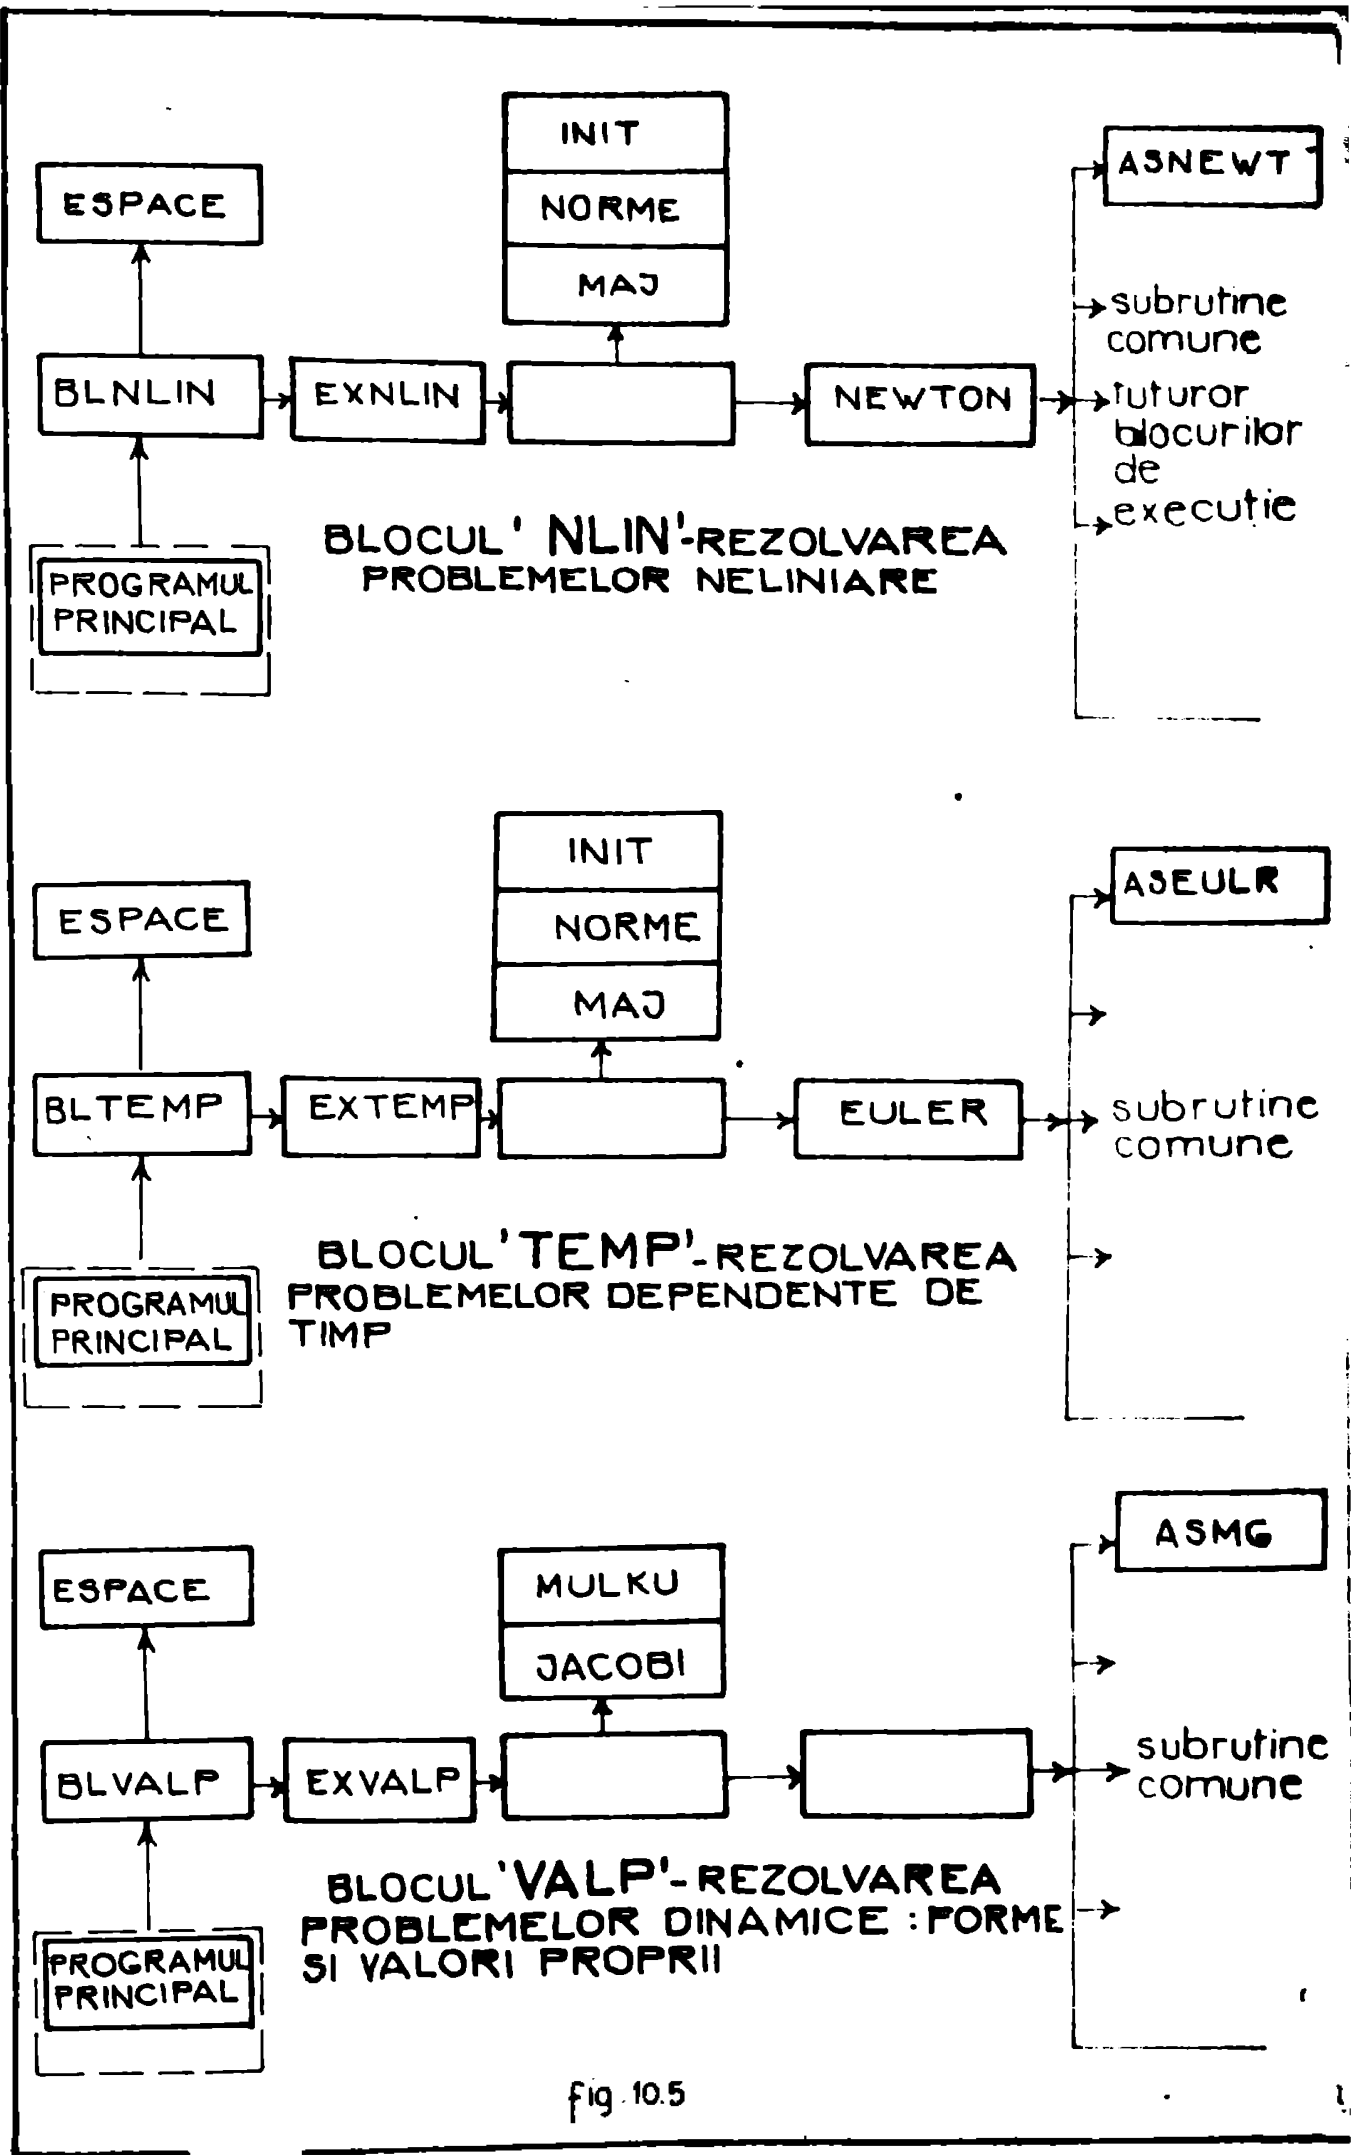 INIT
NORME
MAJ
ASNEWT
ESPACE
subrutine
comune
BLNLIN
EXNLIN
NEWTON
tuturor
blocurilor
de
executie
BLOCUL' NLIN'-REZOLVAREA
PROBLEMELOR NELINIARE
PROGRAMUL
PRINCIPAL
INIT
NORME
MAJ
ASEULR
ESPACE
BLTEMP
EXTEMP
EULER
subrutine
comune
BLOCUL'TEMP'-REZOLVAREA
PROBLEMELOR DEPENDENTE DE
TIMP
PROGRAMUL
PRINCIPAL
ASMG
ESPACE
MULKU
JACOBI
BLVALP
EXVALP
subrutine
comune
BLOCUL'VALP'-REZOLVAREA
PROBLEMELOR DINAMICE : FORME
SI VALORI PROPRII
PROGRAMUL
PRINCIPAL
fig. 10.5